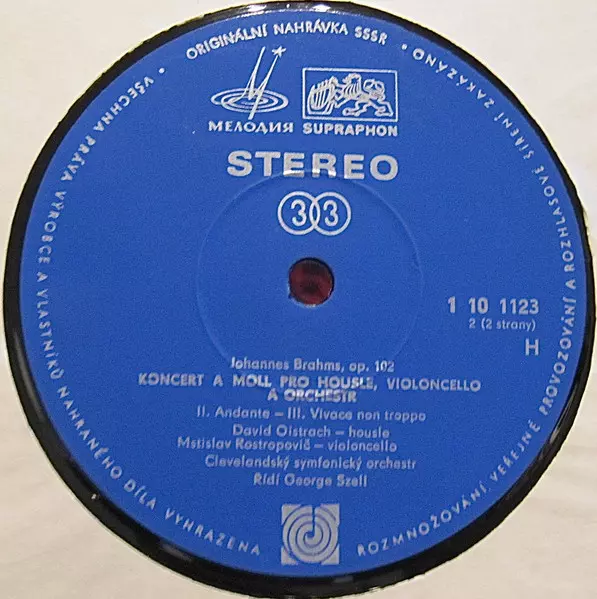 • VŠECHNA PRÁVA VÝROBCE A VLASTNÍKŮ NAHRANÉHO DÍLA VYHRAZENA
ORIGINÁLNÍ NAHRÁVKA SSSR •
ROZMNOŽOVÁNÍ, VEŘEJNÉ PROVOZOVÁNÍ A ROZHLASOVÉ ŠÍŘENÍ ZAKÁZÁNO •
МЕЛОДИЯ SUPRAPHON
STEREO
33
1 10 1123
2 (2 strany)
H
Johannes Brahms, op. 102
KONCERT A MOLL PRO HOUSLE, VIOLONCELLO
A ORCHESTR
II. Andante – III. Vivace non troppo
David Oistrach – housle
Mstislav Rostropovič – violoncello
Clevelandský symfonický orchestr
Řídí George Szell